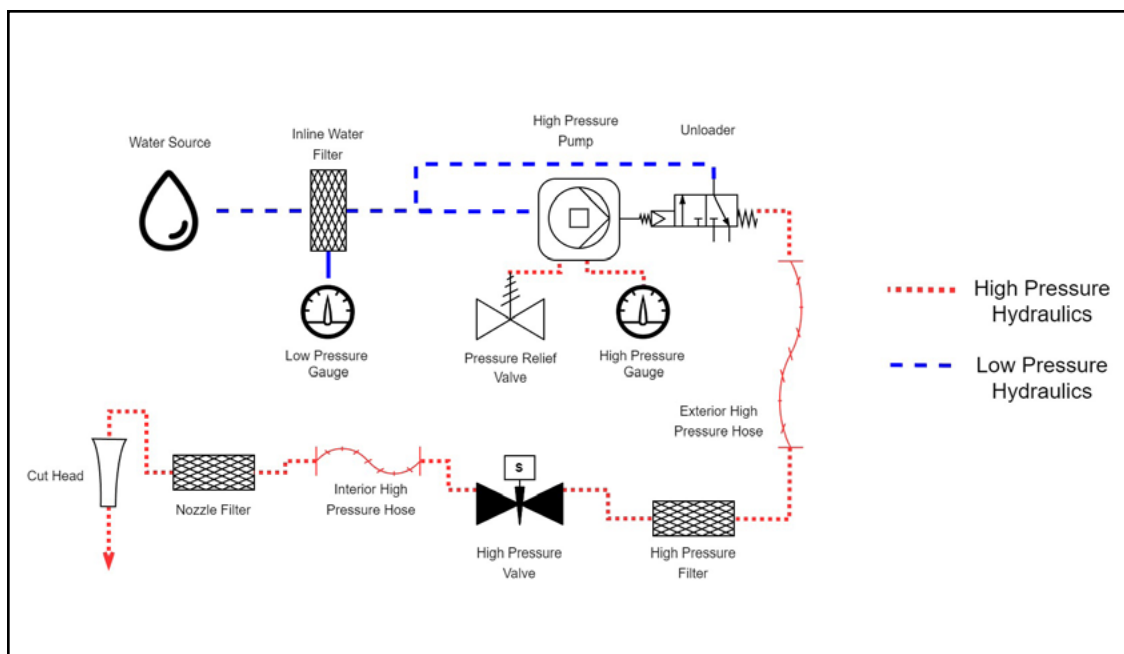 High Pressure
Pump
Unloader
Inline Water
Filter
Water Source
Low Pressure
Gauge
Pressure Relief
Valve
High Pressure
Gauge
High Pressure
Hydraulics
Low Pressure
Hydraulics
Exterior High
Pressure Hose
Cut Head
Nozzle Filter
Interior High
Pressure Hose
S
High Pressure
Valve
High Pressure
Filter